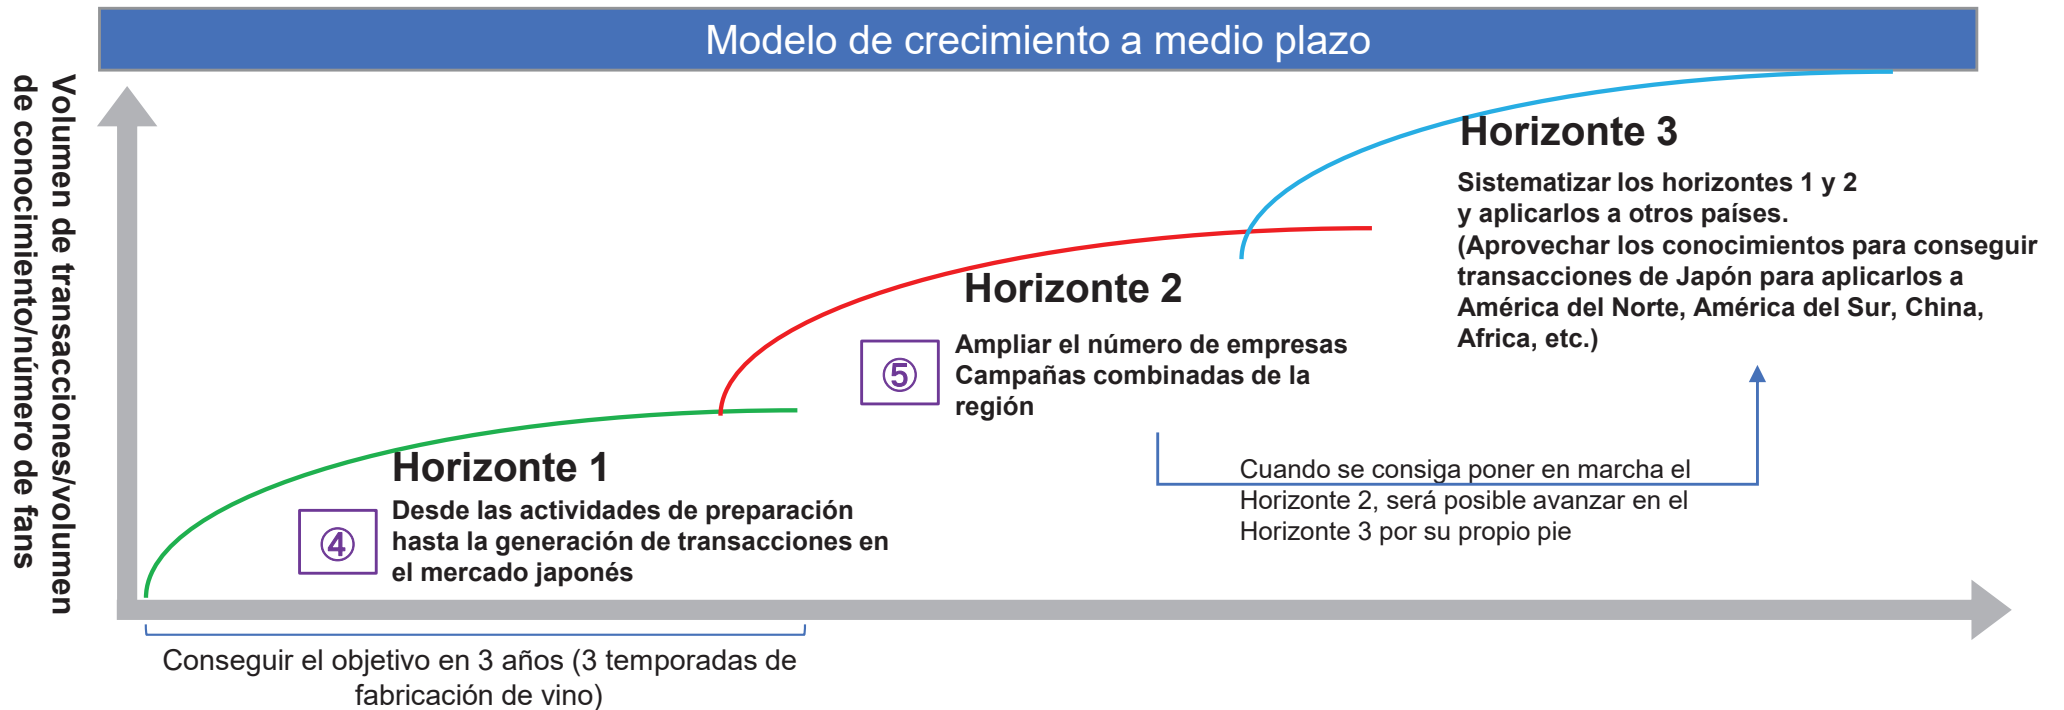 Modelo de crecimiento a medio plazo
Volumen de transacciones/volumen
de conocimiento/número de fans
Horizonte 3
Sistematizar los horizontes 1 y 2
y aplicarlos a otros países.
(Aprovechar los conocimientos para conseguir
transacciones de Japón para aplicarlos a
América del Norte, América del Sur, China,
Africa, etc.)
Horizonte 2
⑤
Ampliar el número de empresas
Campañas combinadas de la
región
Cuando se consiga poner en marcha el
Horizonte 2, será posible avanzar en el
Horizonte 3 por su propio pie
Horizonte 1
④
Desde las actividades de preparación
hasta la generación de transacciones en
el mercado japonés
Conseguir el objetivo en 3 años (3 temporadas de
fabricación de vino)